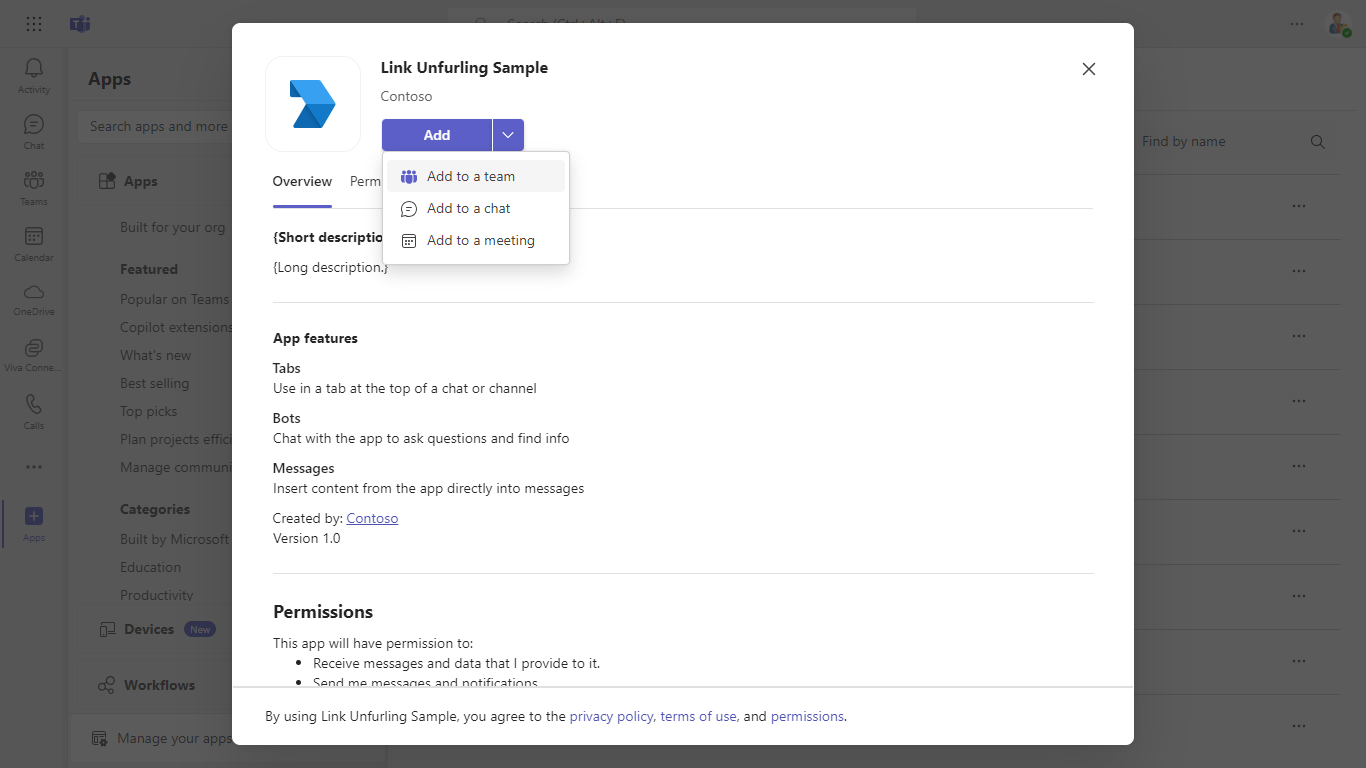 Search (Ctrl+Alt+E)
Activity
Chat
Teams
Calendar
OneDrive
Viva Conne...
Calls
Apps
Apps
Search apps and more
Apps
Built for your org
Featured
Popular on Teams
Copilot extensions
What's new
Best selling
Top picks
Plan projects effici
Manage communi
Categories
Built by Microsoft
Education
Productivity
Devices New
Workflows
Manage your apps
Link Unfurling Sample
Contoso
Add
Add to a team
Add to a chat
Add to a meeting
Overview Perm
{Short descriptio
{Long description.}
App features
Tabs
Use in a tab at the top of a chat or channel
Bots
Chat with the app to ask questions and find info
Messages
Insert content from the app directly into messages
Created by: Contoso
Version 1.0
Permissions
This app will have permission to:
• Receive messages and data that I provide to it.
• Send me messages and notifications
By using Link Unfurling Sample, you agree to the privacy policy, terms of use, and permissions.
Find by name